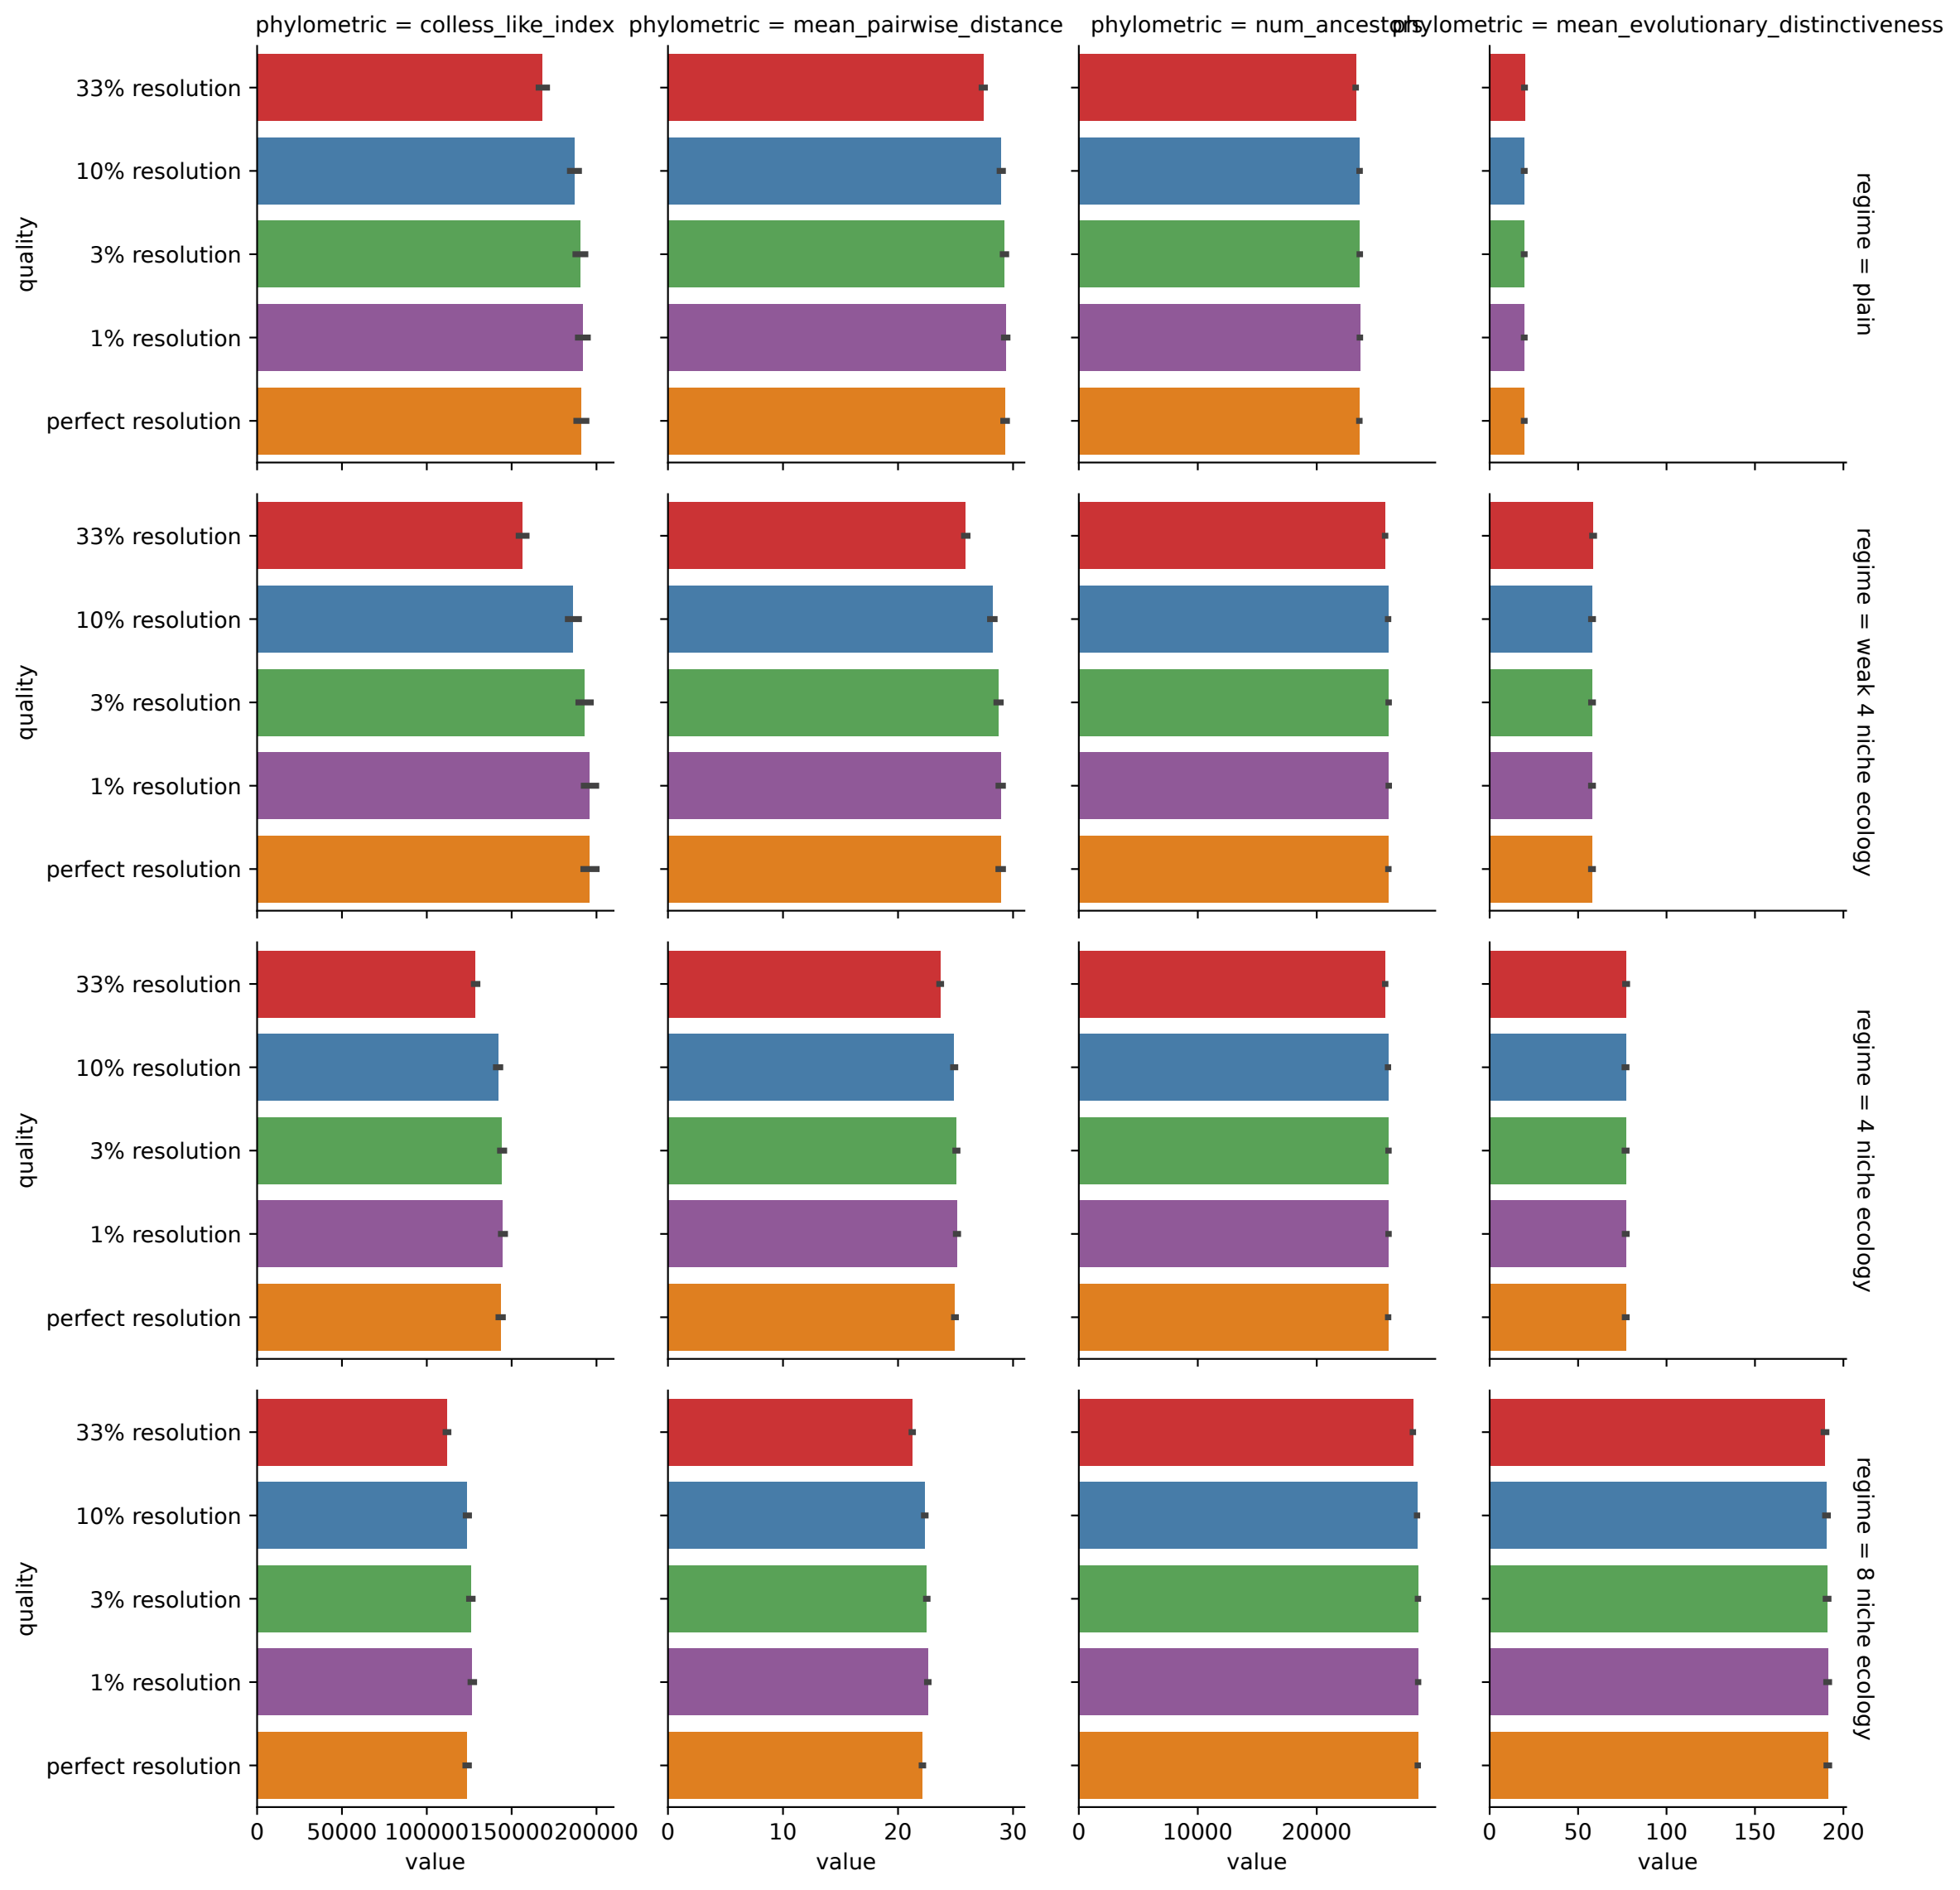 phylometric = colless_like_index
phylometric = mean_pairwise_distance
phylometric = num_ancestors
phylometric = mean_evolutionary_distinctiveness
quality
33% resolution
10% resolution
3% resolution
1% resolution
perfect resolution
regime = plain
quality
33% resolution
10% resolution
3% resolution
1% resolution
perfect resolution
regime = weak 4 niche ecology
quality
33% resolution
10% resolution
3% resolution
1% resolution
perfect resolution
regime = 4 niche ecology
quality
33% resolution
10% resolution
3% resolution
1% resolution
perfect resolution
regime = 8 niche ecology
0 50000 100000 150000 200000
0 10 20 30
0 10000 20000
0 50 100 150 200
value
value
value
value